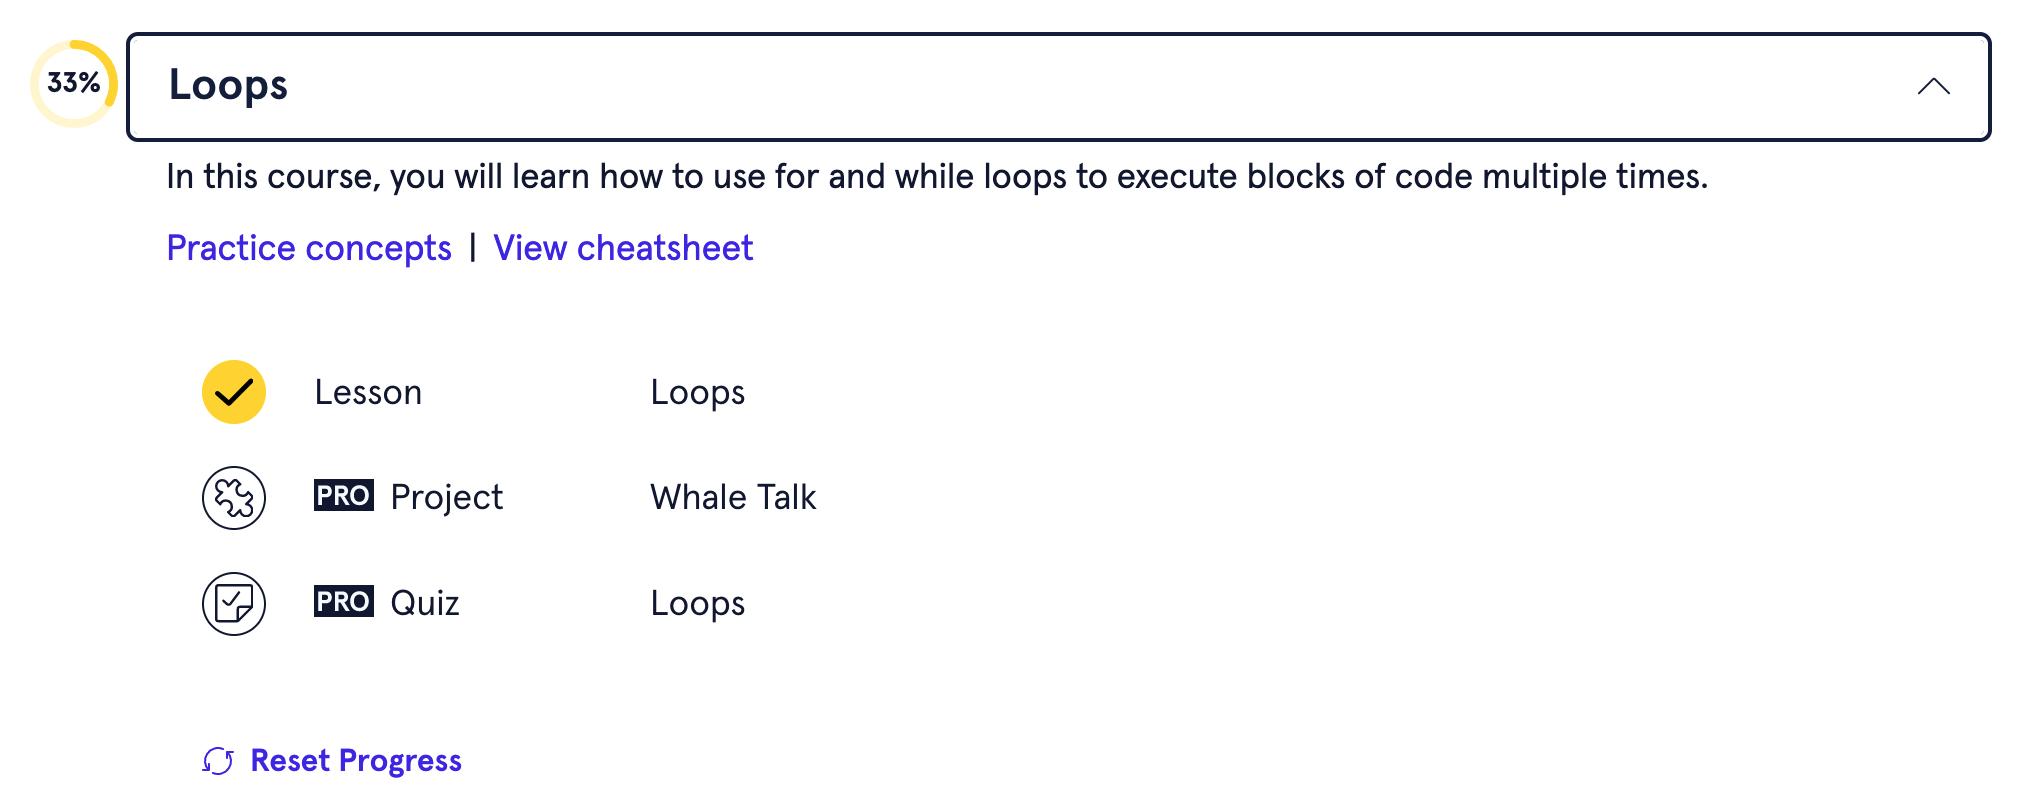 33% Loops
In this course, you will learn how to use for and while loops to execute blocks of code multiple times.
Practice concepts | View cheatsheet
Lesson Loops
PRO Project Whale Talk
PRO Quiz Loops
Reset Progress